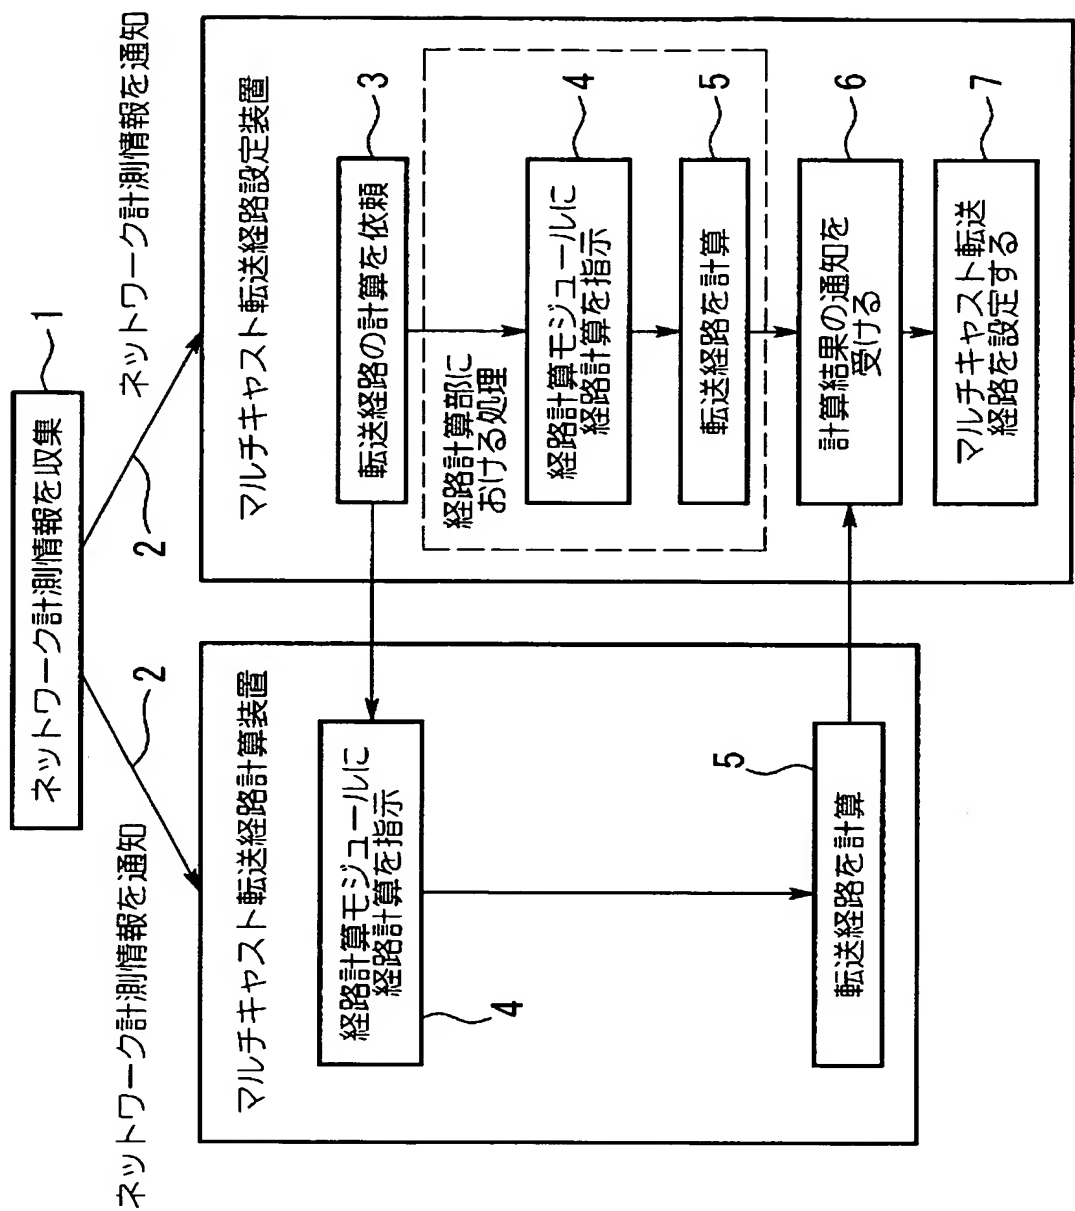 ネットワーク計測情報を収集
1
ネットワーク計測情報を通知
2
2
ネットワーク計測情報を通知
マルチキャスト転送経路計算装置
経路計算モジュールに
経路計算を指示
4
転送経路を計算
5
マルチキャスト転送経路設定装置
転送経路の計算を依頼
3
経路計算部に
おける処理
経路計算モジュールに
経路計算を指示
4
転送経路を計算
5
計算結果の通知を
受ける
6
マルチキャスト転送
経路を設定する
7